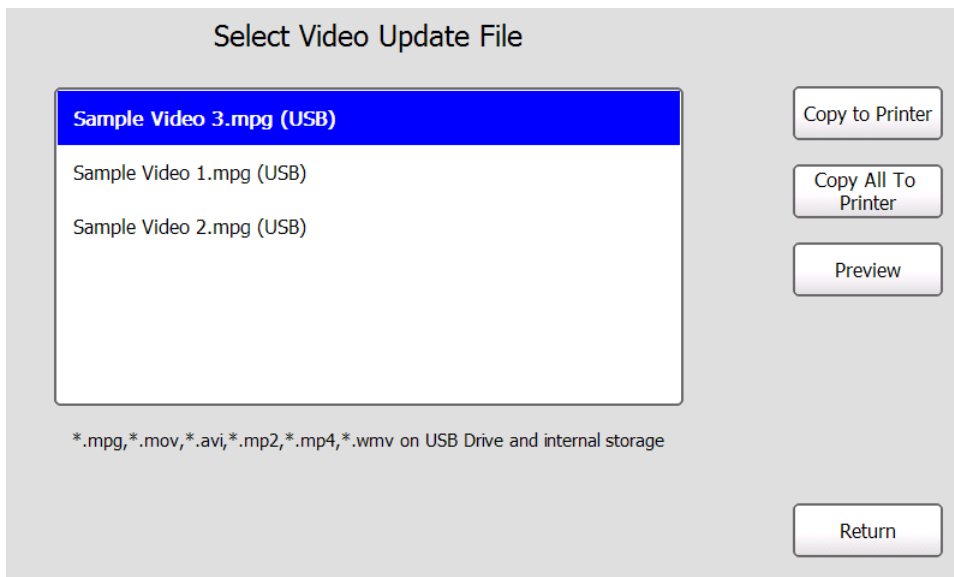 Select Video Update File
Sample Video 3.mpg (USB)
Sample Video 1.mpg (USB)
Sample Video 2.mpg (USB)
*.mpg,*.mov,*.avi,*.mp2,*.mp4,*.wmv on USB Drive and internal storage
Copy to Printer
Copy All To
Printer
Preview
Return